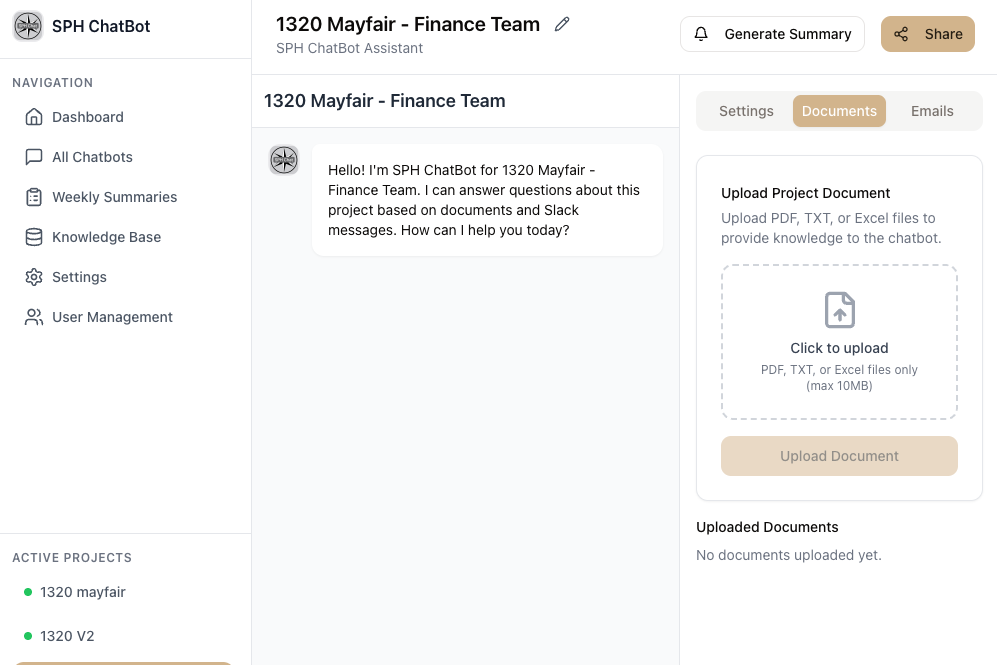 SPH ChatBot
NAVIGATION
Dashboard
All Chatbots
Weekly Summaries
Knowledge Base
Settings
User Management
ACTIVE PROJECTS
1320 mayfair
1320 V2
1320 Mayfair - Finance Team
SPH ChatBot Assistant
Generate Summary
Share
1320 Mayfair - Finance Team
Hello! I'm SPH ChatBot for 1320 Mayfair -
Finance Team. I can answer questions about this
project based on documents and Slack
messages. How can I help you today?
Settings
Documents
Emails
Upload Project Document
Upload PDF, TXT, or Excel files to
provide knowledge to the chatbot.
Click to upload
PDF, TXT, or Excel files only
(max 10MB)
Upload Document
Uploaded Documents
No documents uploaded yet.